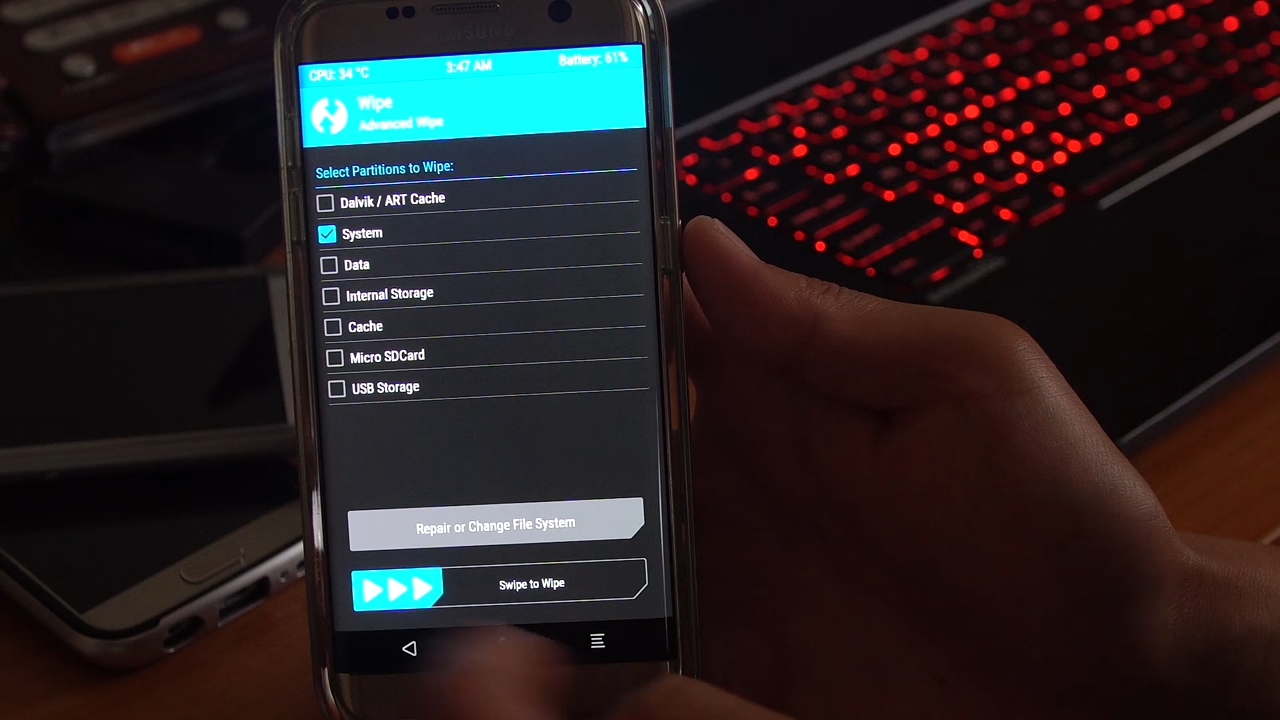 SAMSUNG
CPU: 34 °C
3:47 AM
Battery: 61%
Wipe
Advanced Wipe
Select Partitions to Wipe:
Dalvik / ART Cache
System
Data
Internal Storage
Cache
Micro SDCard
USB Storage
Repair or Change File System
Swipe to Wipe